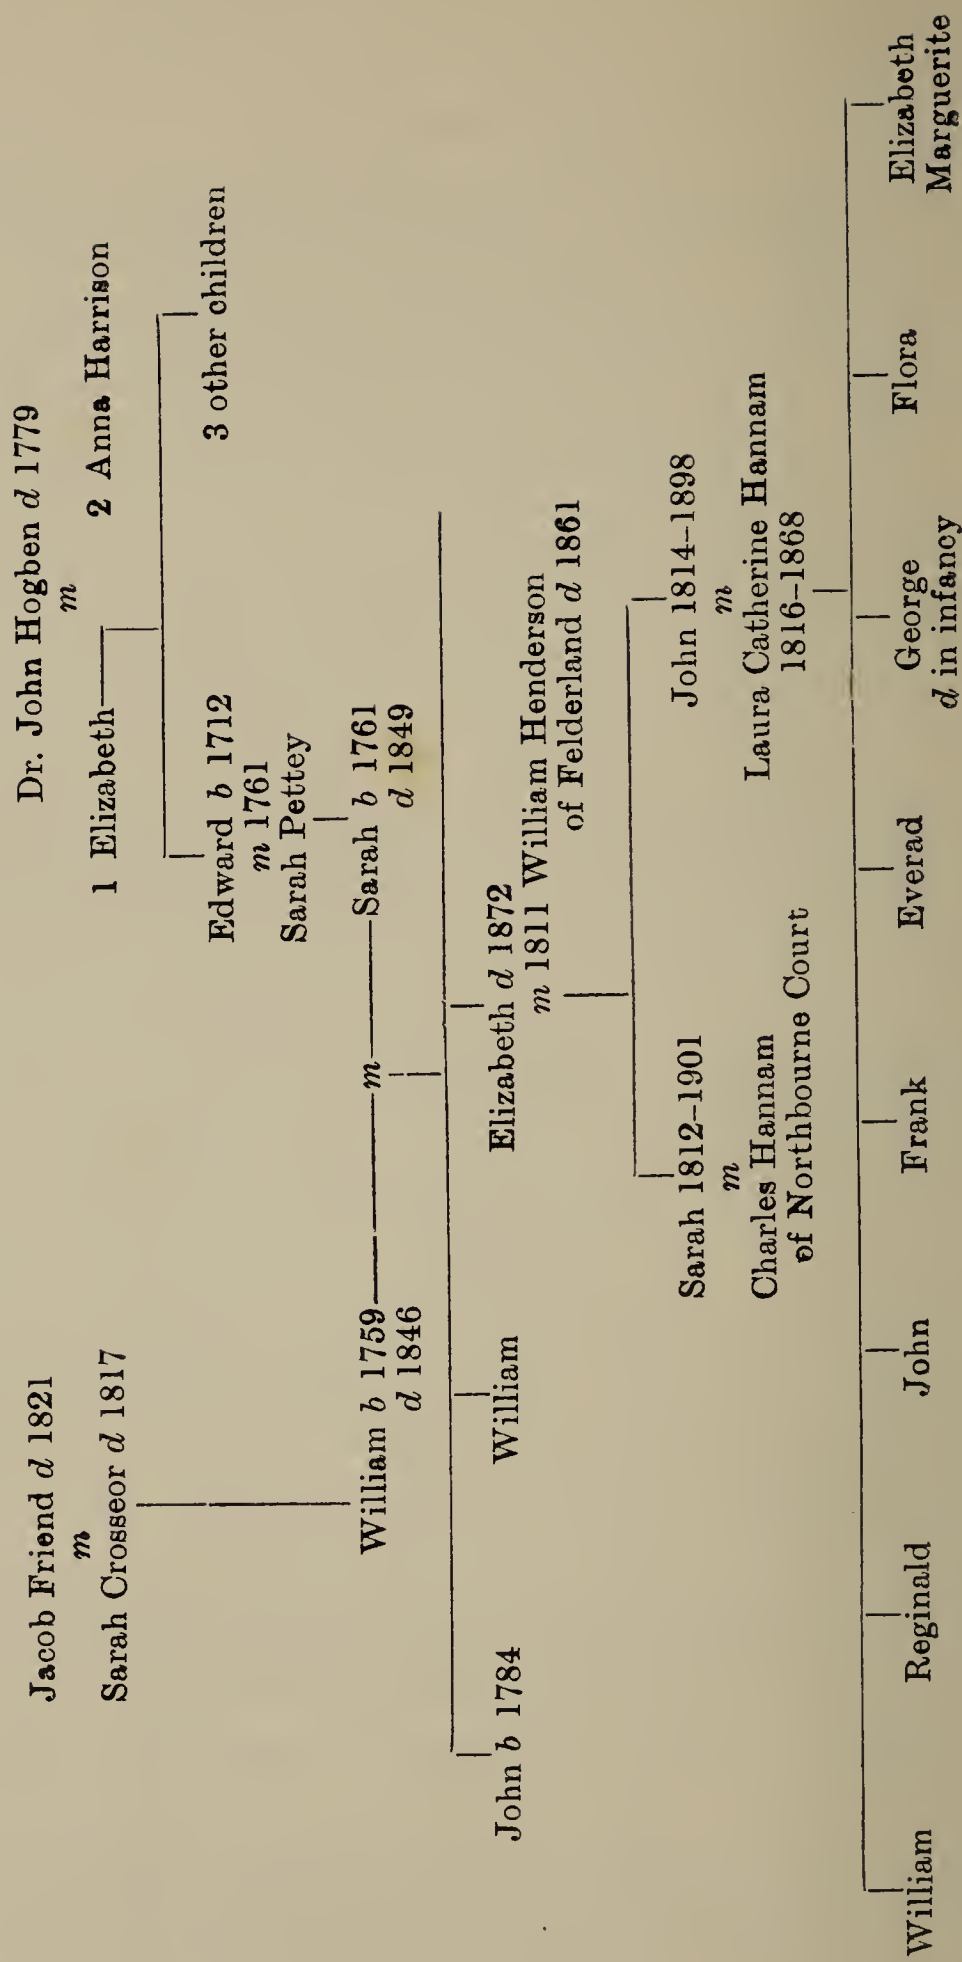 Jacob Friend d 1821
m
Sarah Crosseor d 1817
Dr. John Hogben d 1779
m
1 Elizabeth
2 Anna Harrison
Edward b 1712
m 1761
Sarah Pettey
3 other children
William b 1759
d 1846
m
Sarah b 1761
d 1849
John b 1784
William
Elizabeth d 1872
m 1811 William Henderson
of Felderland d 1861
Sarah 1812–1901
m
Charles Hannam
of Northbourne Court
John 1814–1898
m
Laura Catherine Hannam
1816–1868
William
Reginald
John
Frank
Everad
George
d in infancy
Flora
Elizabeth
Marguerite